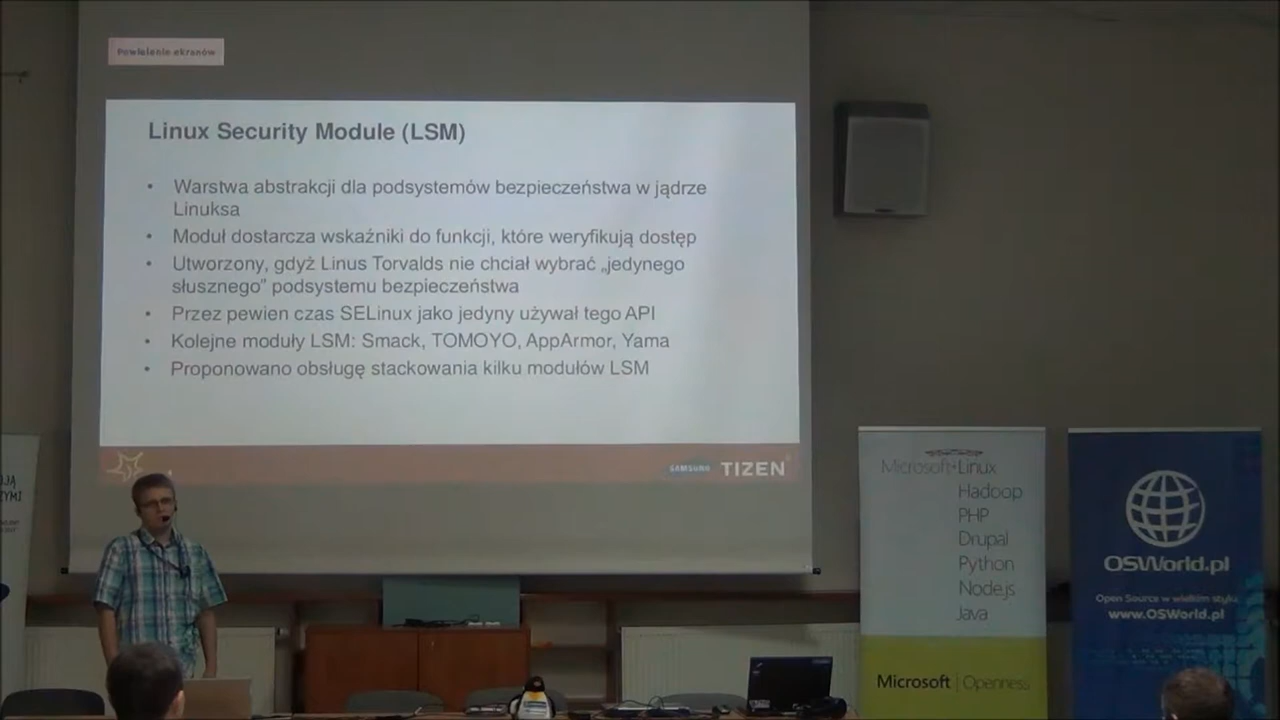 Powielanie ekranów
Linux Security Module (LSM)
• Warstwa abstrakcji dla podsystemów bezpieczeństwa w jądrze
Linuksa
• Moduł dostarcza wskaźniki do funkcji, które weryfikują dostęp
• Utworzony, gdyż Linus Torvalds nie chciał wybrać „jedynego
słusznego” podsystemu bezpieczeństwa
• Przez pewien czas SELinux jako jedyny używał tego API
• Kolejne moduły LSM: Smack, TOMOYO, AppArmor, Yama
• Proponowano obsługę stackowania kilku modułów LSM
SAMSUNG TIZEN
Microsoft+Linux
Hadoop
PHP
Drupal
Python
Node.js
Java
Microsoft | Openness
OSWorld.pl
Open Source w wielkim stylu
www.OSWorld.pl